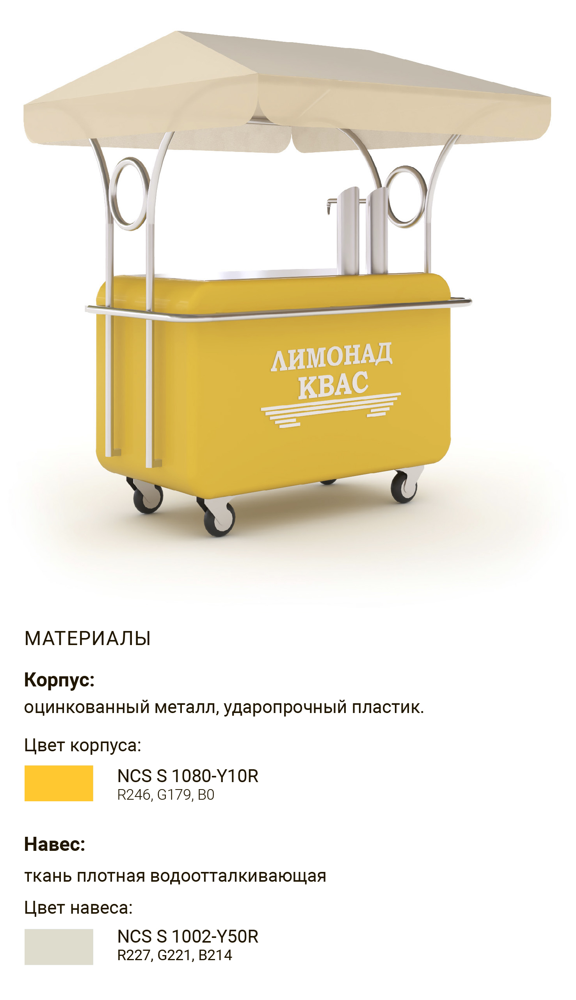 ЛИМОНАД
КВАС
МАТЕРИАЛЫ
Корпус:
оцинкованный металл, ударопрочный пластик.
Цвет корпуса:
NCS S 1080-Y10R
R246, G179, B0
Навес:
ткань плотная водоотталкивающая
Цвет навеса:
NCS S 1002-Y50R
R227, G221, B214